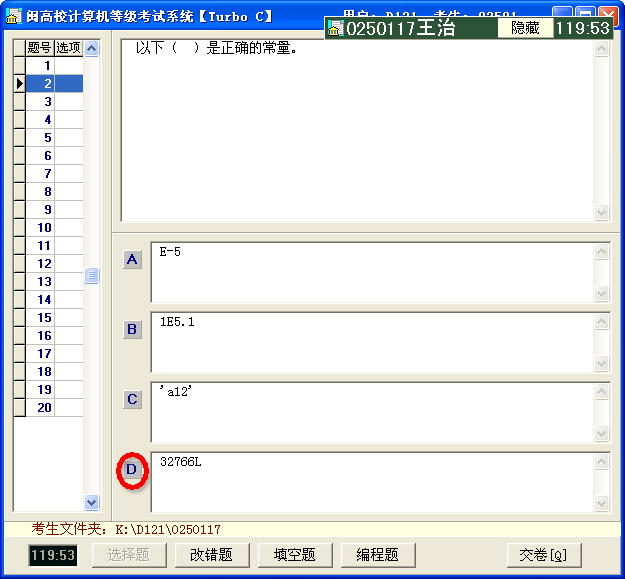 闽高校计算机等级考试系统【Turbo C】
0250117王治 隐藏 119:53
题号 选项
1
2
3
4
5
6
7
8
9
10
11
12
13
14
15
16
17
18
19
20
以下（ ）是正确的常量。
A E-5
B 1E5.1
C 'a12'
D 32766L
考生文件夹：K:\D121\0250117
119:53 选择题 改错题 填空题 编程题 交卷[Q]